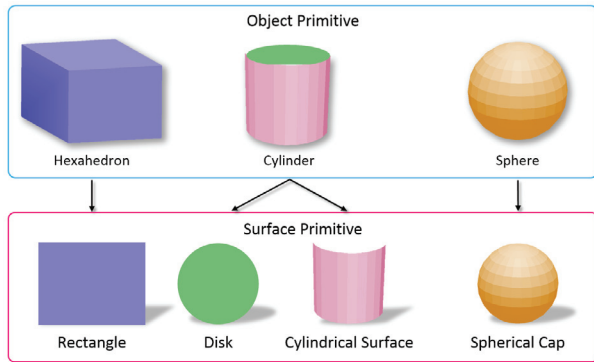 Object Primitive
Hexahedron
Cylinder
Sphere
Surface Primitive
Rectangle
Disk
Cylindrical Surface
Spherical Cap